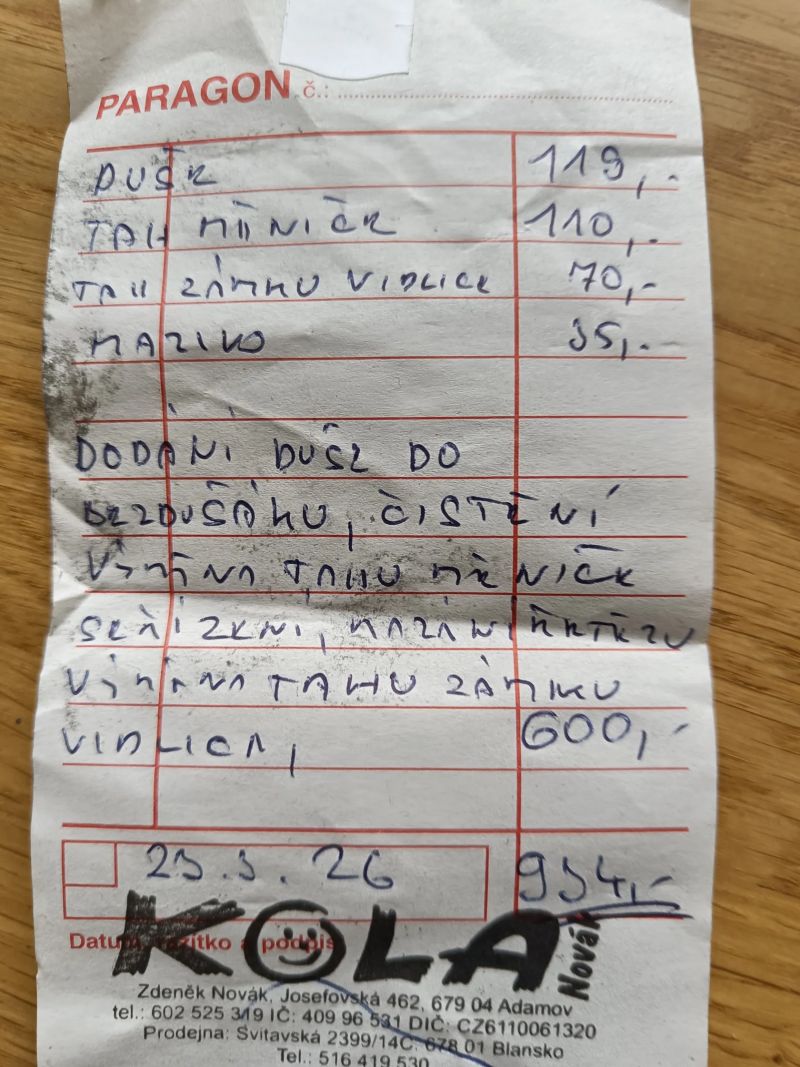 PARAGON č.:
DUŠE 119,-
TAH MĚNIČE 110,-
TAH ZÁMKU VIDLICE 70,-
MAZIVO 35,-
DODÁNÍ DUŠE DO
BEZDUŠÁKU, ČISTĚNÍ
VÝMĚNA TAHU MĚNIČE
SEŘÍZENÍ, MAZÁNÍ ŘETĚZU
VÝMĚNA TAHU ZÁMKU
VIDLICE, 600,-
23.3.26 934,-
Datum, razítko a podpis
KOLA Novák
Zdeněk Novák, Josefovská 462, 679 04 Adamov
tel.: 602 525 319 IČ: 409 96 531 DIČ: CZ6110061320
Prodejna: Svitavská 2399/14C, 678 01 Blansko
Tel.: 516 419 530